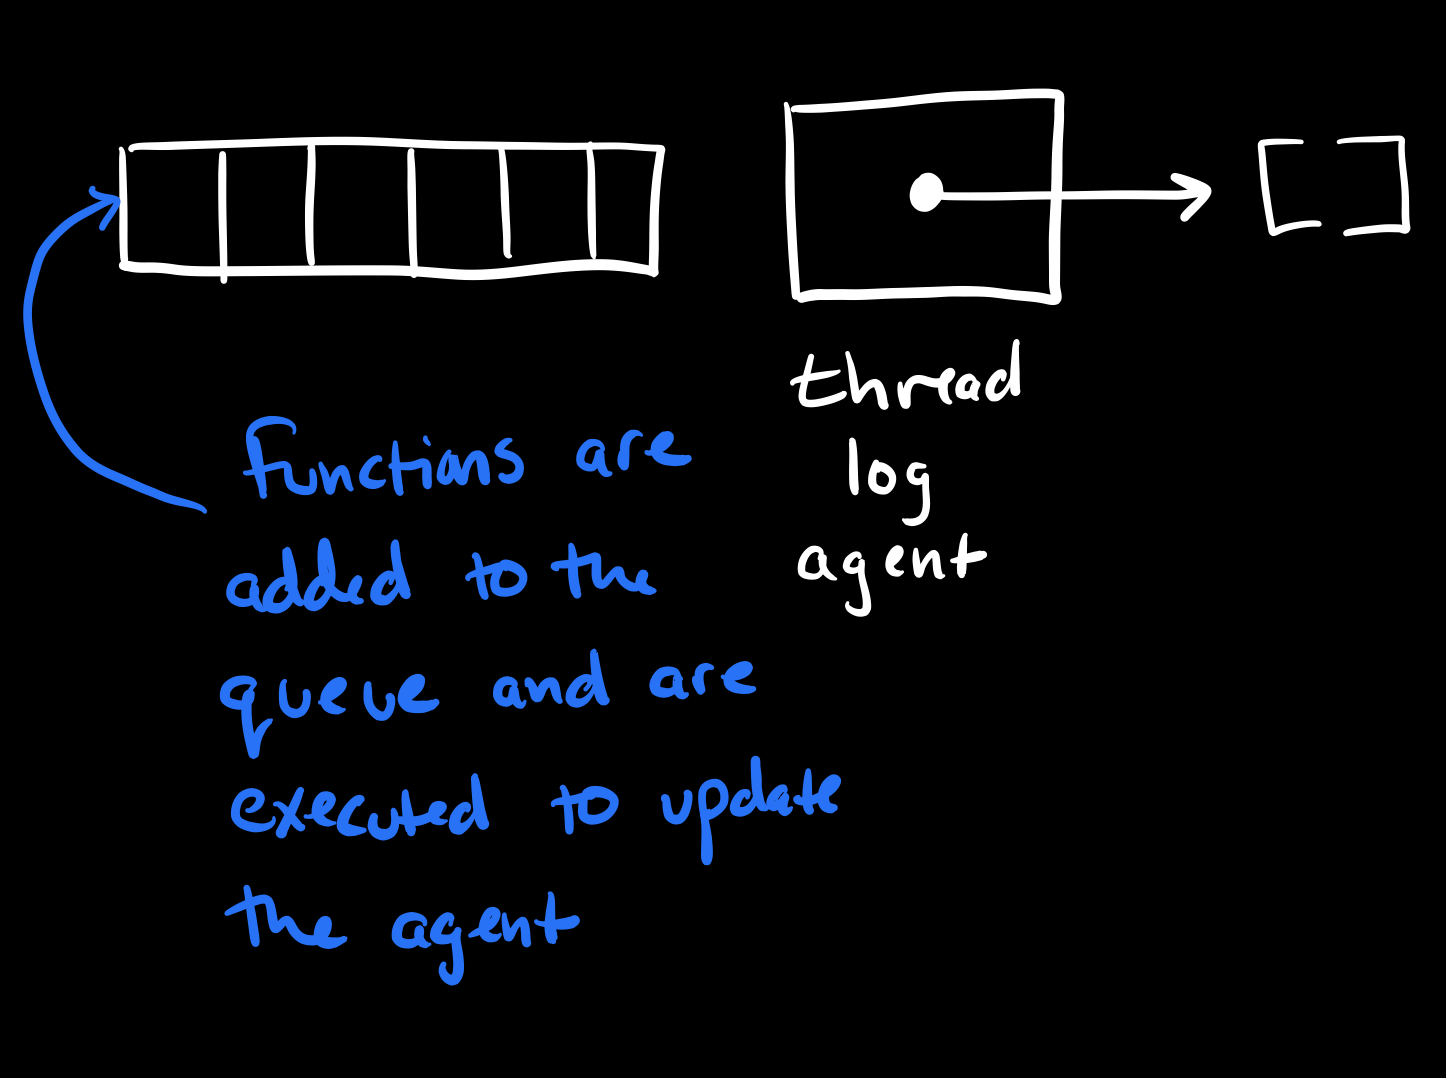 thread
log
agent
functions are
added to the
queue and are
executed to update
the agent